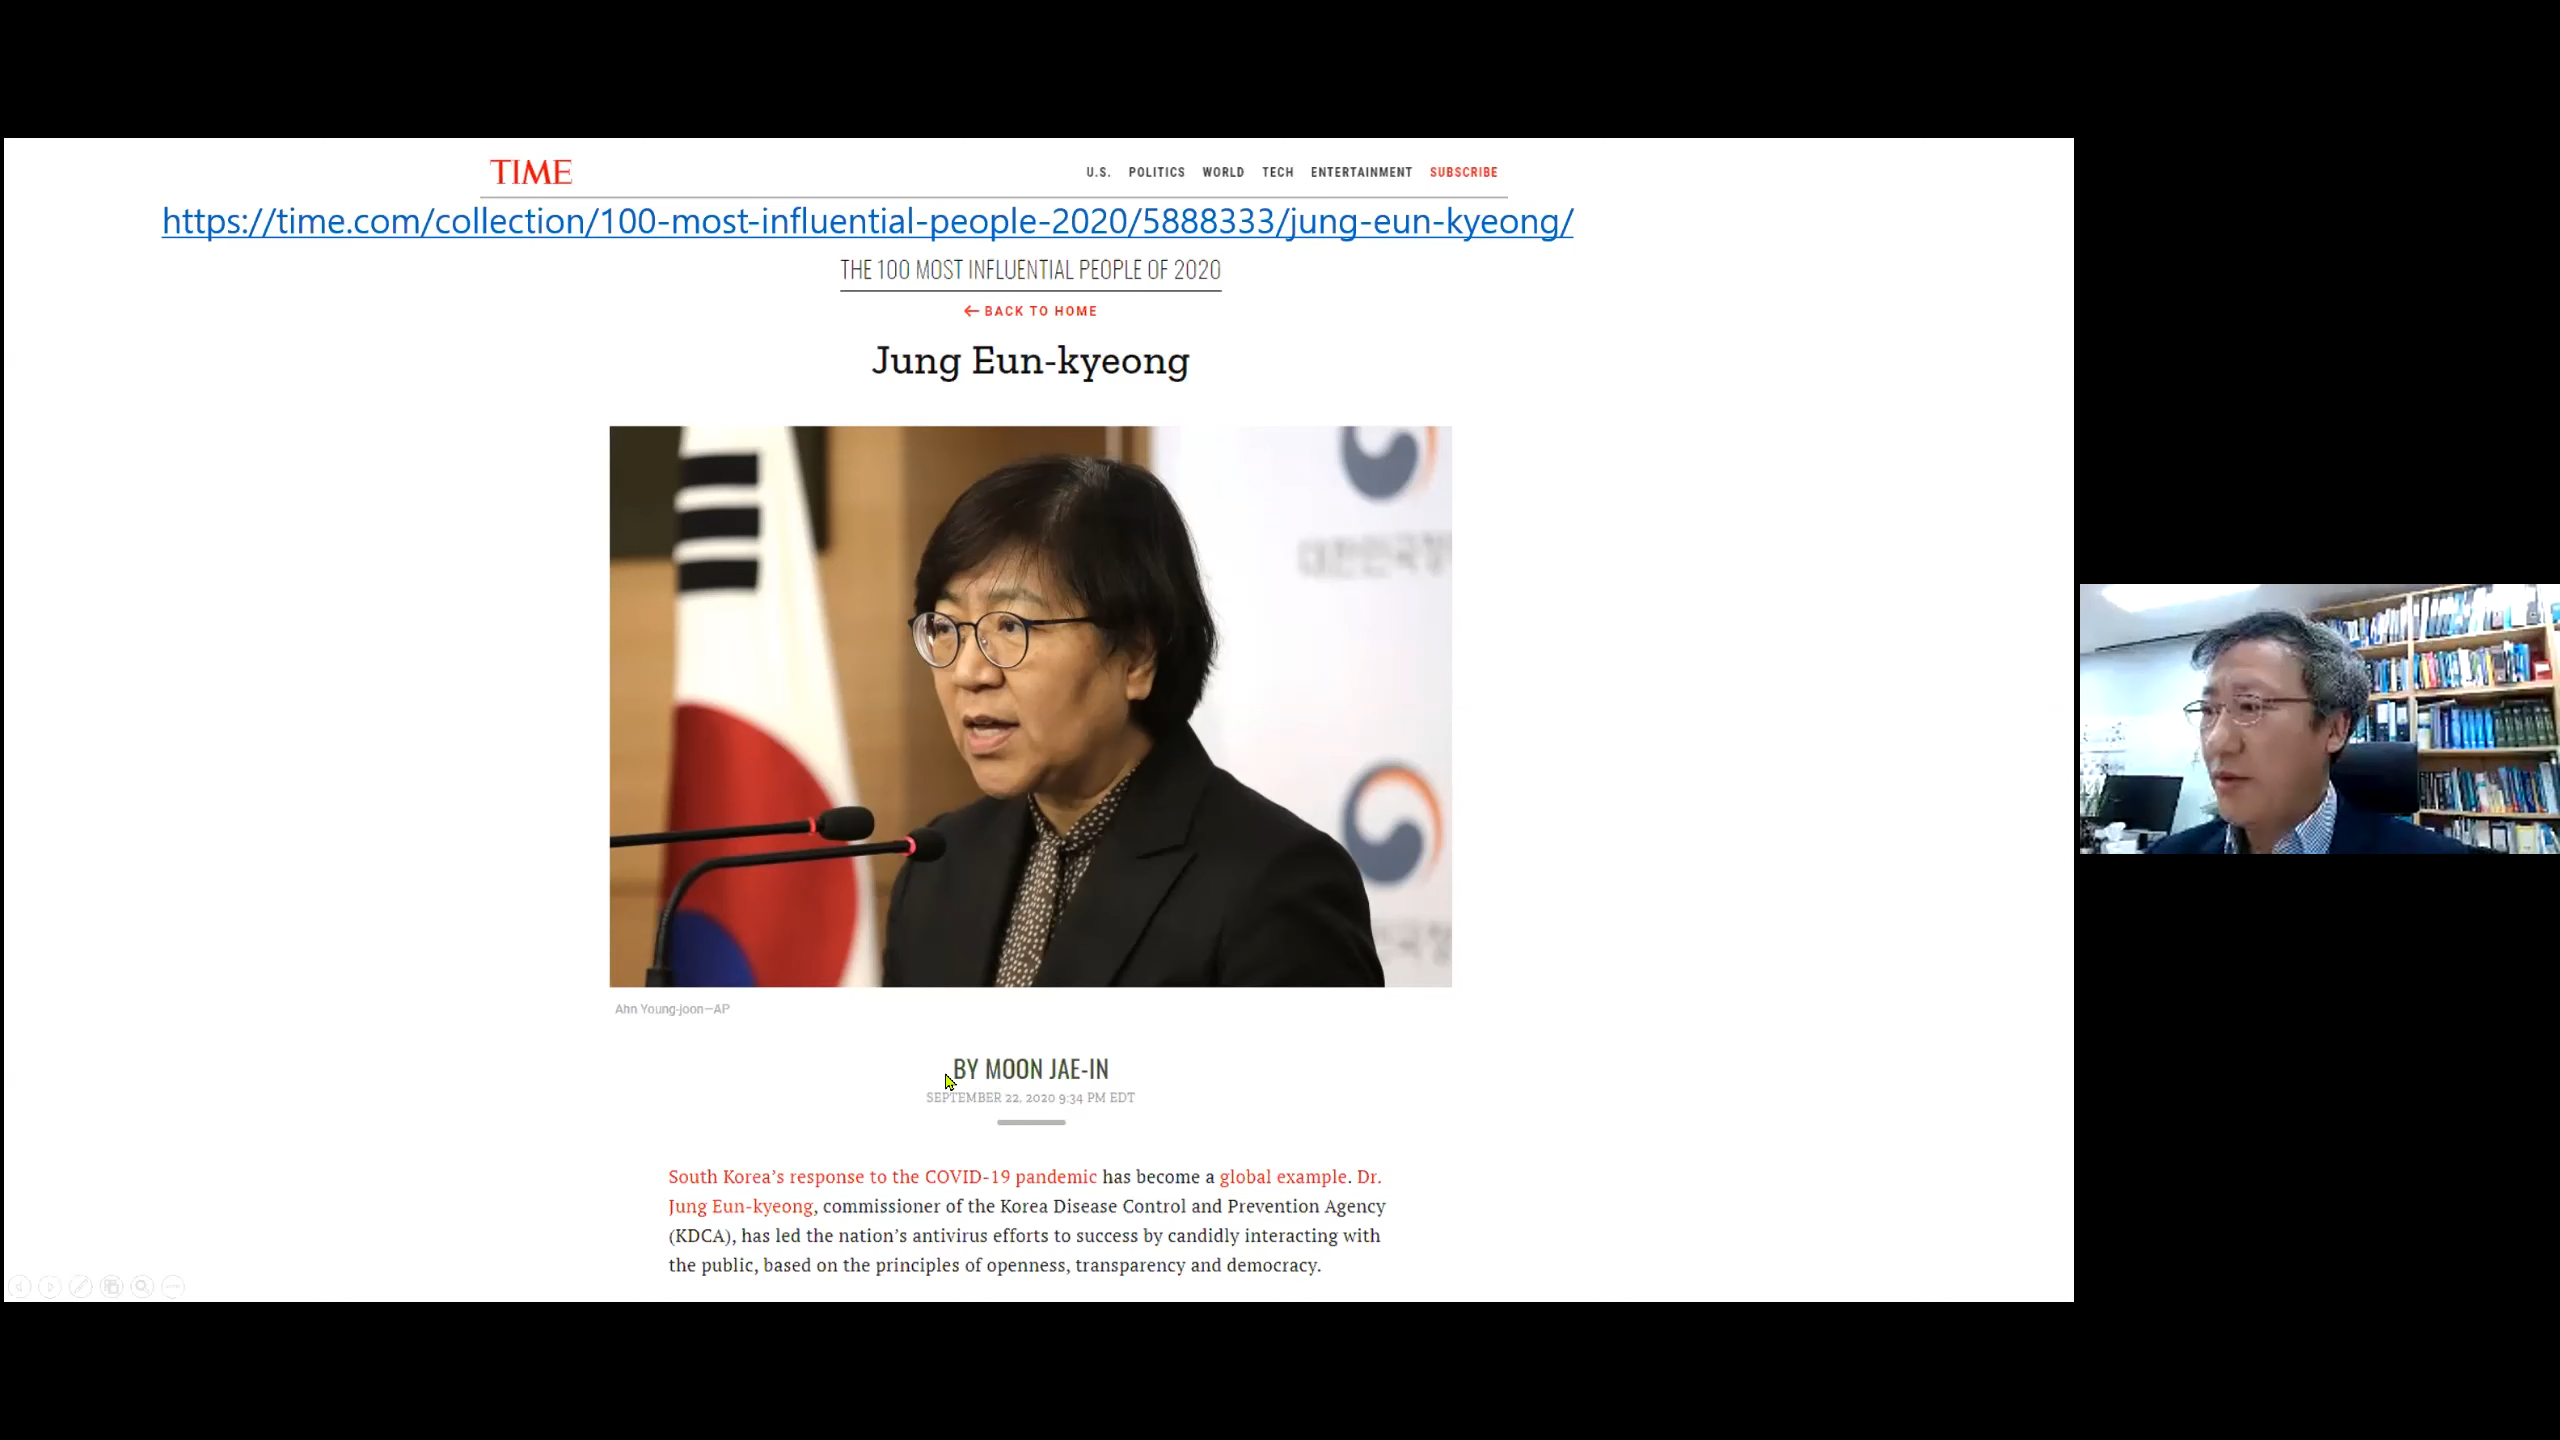 TIME
U.S. POLITICS WORLD TECH ENTERTAINMENT SUBSCRIBE
https://time.com/collection/100-most-influential-people-2020/5888333/jung-eun-kyeong/
THE 100 MOST INFLUENTIAL PEOPLE OF 2020
← BACK TO HOME
Jung Eun-kyeong
대한민국정
Ahn Young-joon—AP
BY MOON JAE-IN
SEPTEMBER 22, 2020 9:34 PM EDT
South Korea's response to the COVID-19 pandemic has become a global example. Dr.
Jung Eun-kyeong, commissioner of the Korea Disease Control and Prevention Agency
(KDCA), has led the nation's antivirus efforts to success by candidly interacting with
the public, based on the principles of openness, transparency and democracy.